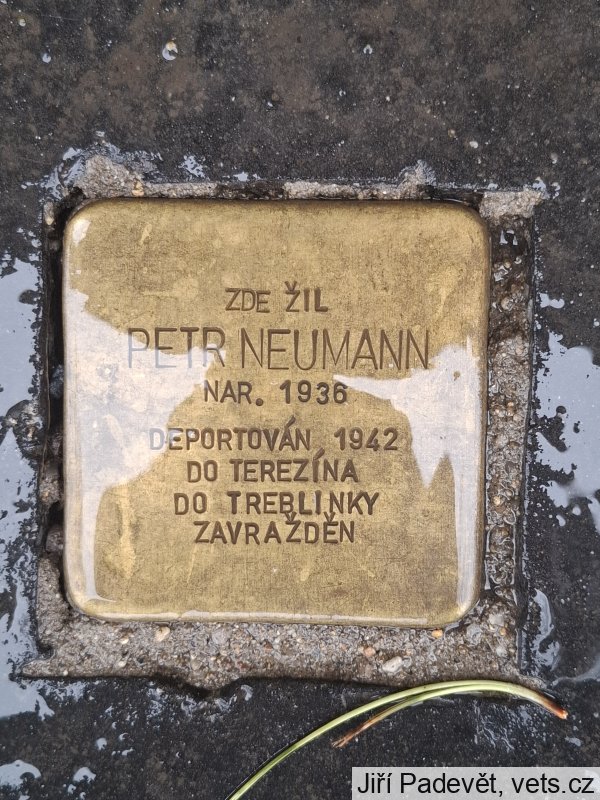 ZDE ŽIL
PETR NEUMANN
NAR. 1936
DEPORTOVÁN 1942
DO TEREZÍNA
DO TREBLINKY
ZAVRAŽDĚN
Jiří Padevět, vets.cz